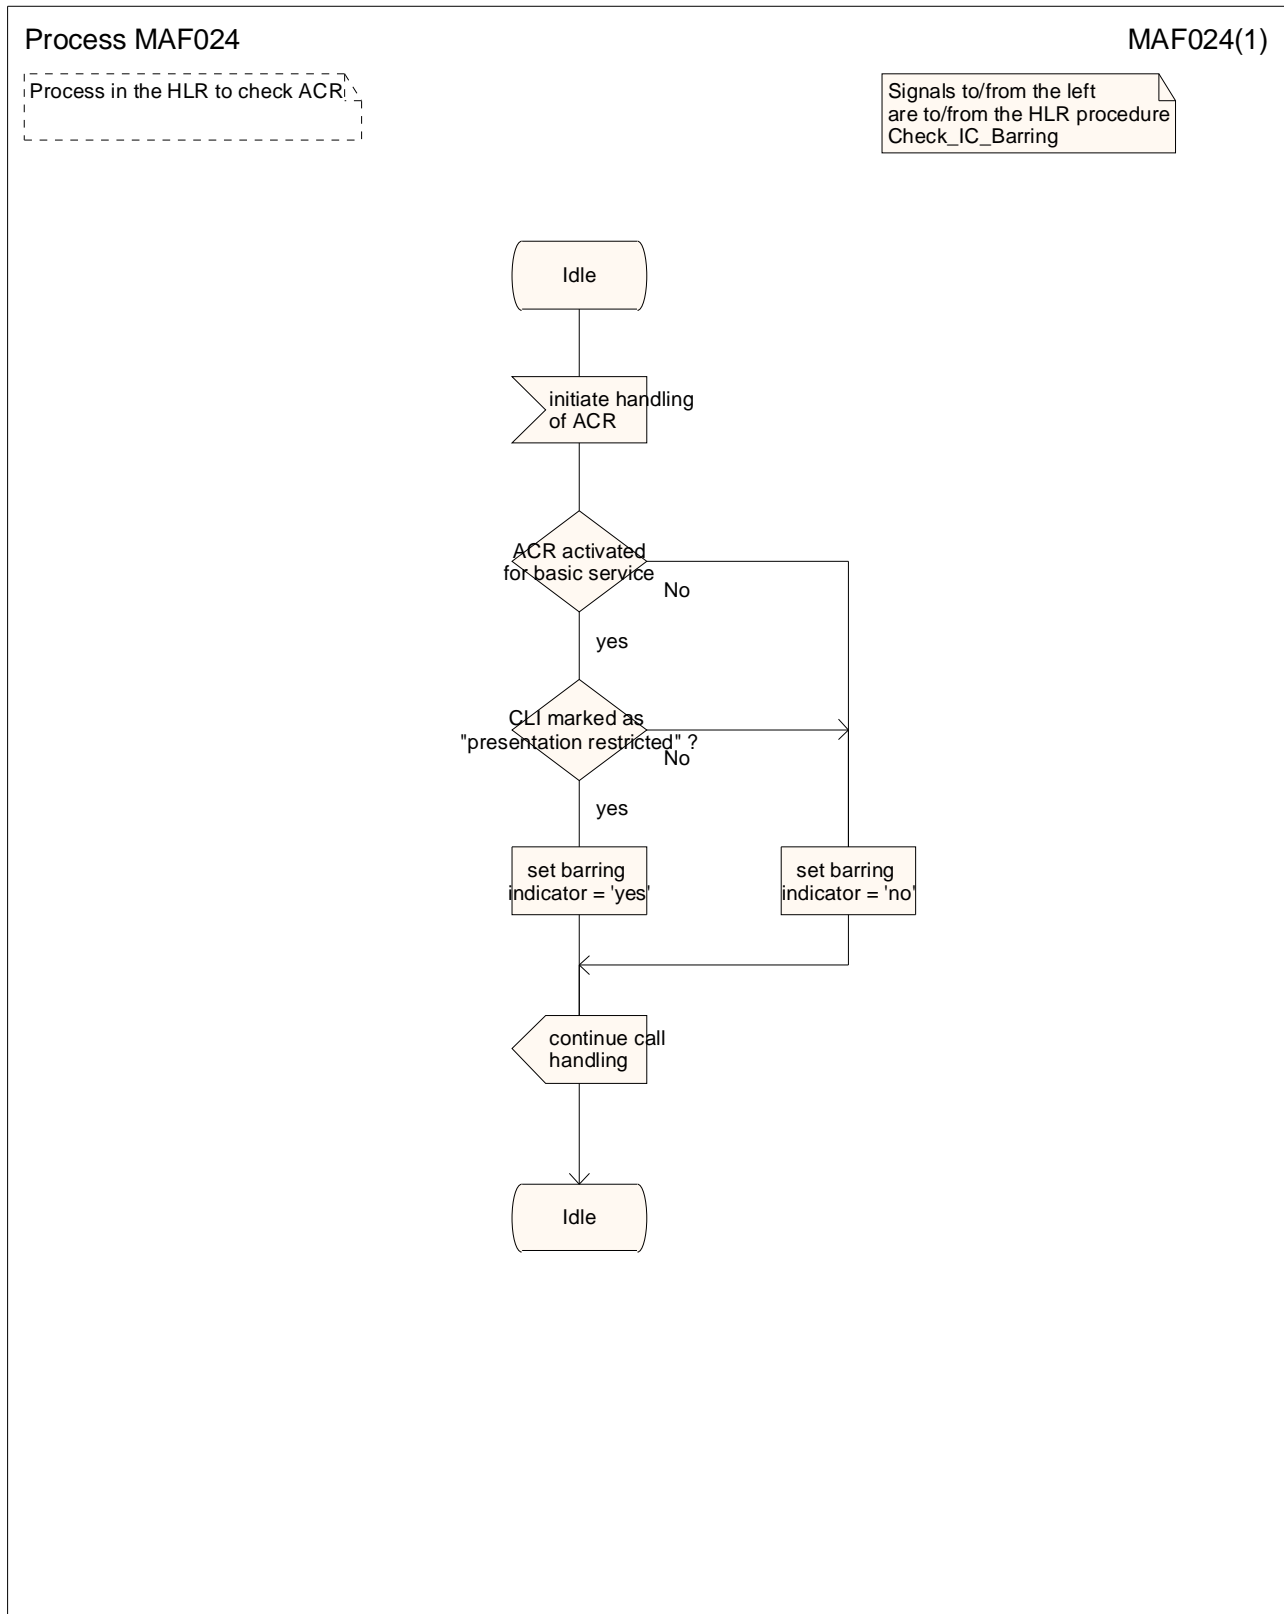 Process MAF024
MAF024(1)
Process in the HLR to check ACR
Signals to/from the left
are to/from the HLR procedure
Check_IC_Barring
Idle
initiate handling
of ACR
ACR activated
for basic service
No
yes
CLI marked as
"presentation restricted" ?
No
yes
set barring
indicator = 'yes'
set barring
indicator = 'no'
continue call
handling
Idle